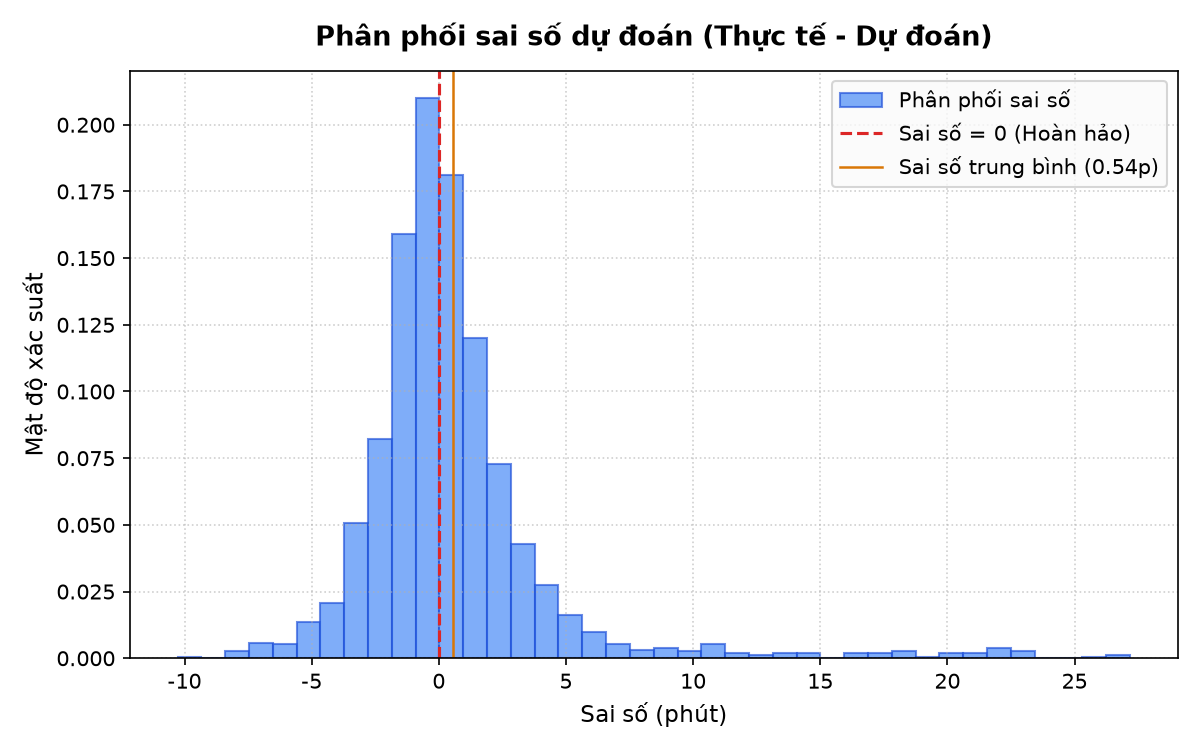 Phân phối sai số dự đoán (Thực tế - Dự đoán)
Phân phối sai số
Sai số = 0 (Hoàn hảo)
Sai số trung bình (0.54p)
Mật độ xác suất
0.200
0.175
0.150
0.125
0.100
0.075
0.050
0.025
0.000
-10 -5 0 5 10 15 20 25
Sai số (phút)